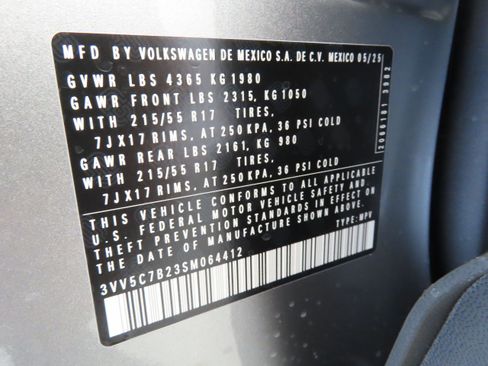 MFD BY VOLKSWAGEN DE MEXICO S.A. DE C.V. MEXICO 05/25
GVWR LBS 4365 KG 1980
GAWR FRONT LBS 2315, KG 1050
WITH 215/55 R17 TIRES,
7JX17 RIMS, AT 250 KPA, 36 PSI COLD
GAWR REAR LBS 2161, KG 980
WITH 215/55 R17 TIRES,
7JX17 RIMS, AT 250 KPA, 36 PSI COLD
THIS VEHICLE CONFORMS TO ALL APPLICABLE
U.S. FEDERAL MOTOR VEHICLE SAFETY AND
THEFT PREVENTION STANDARDS IN EFFECT ON
THE DATE OF MANUFACTURE SHOWN ABOVE.
3VV5C7B23SM064412 TYPE: MPV